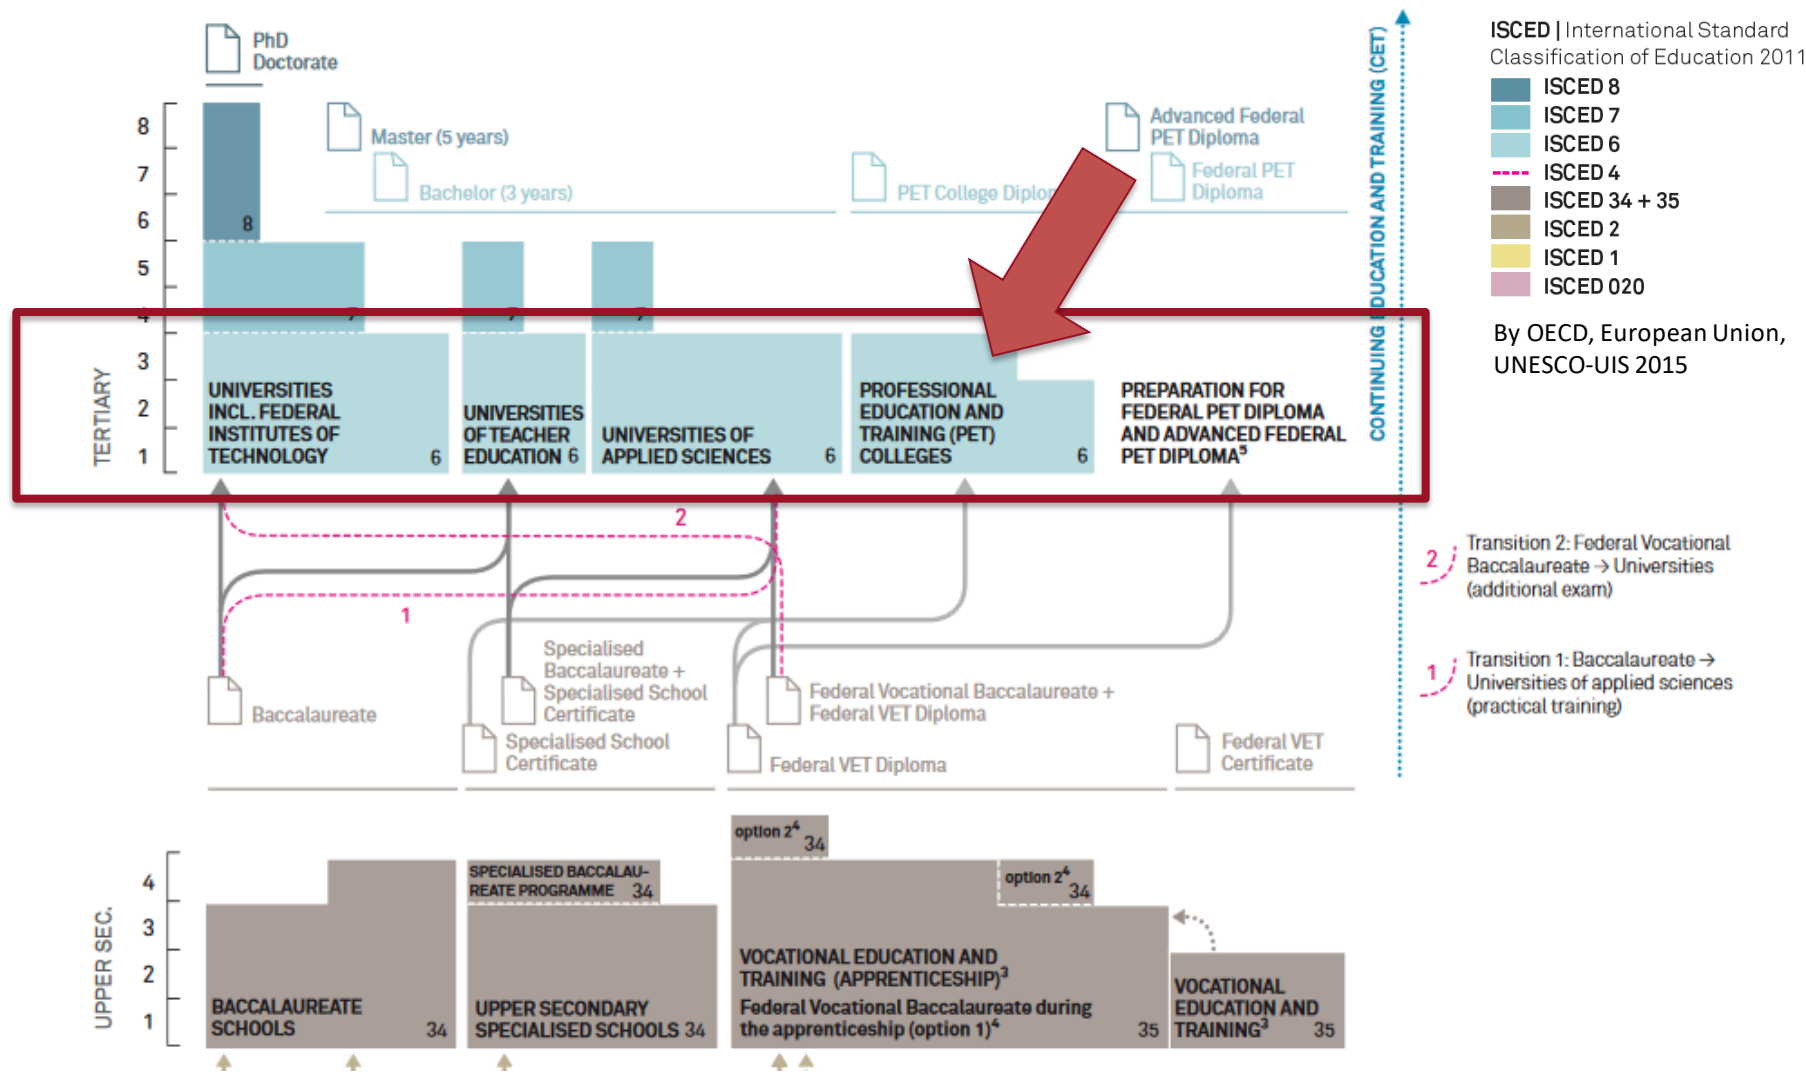 PhD
Doctorate
ISCED | International Standard
Classification of Education 2011
ISCED 8
ISCED 7
ISCED 6
ISCED 4
ISCED 34 + 35
ISCED 2
ISCED 1
ISCED 020
By OECD, European Union,
UNESCO-UIS 2015
CONTINUING EDUCATION AND TRAINING (CET)
Master (5 years)
Bachelor (3 years)
PET College
Advanced Federal
PET Diploma
Federal PET
Diploma
TERTIARY
8
7
6
5
4
3
2
1
8
7
7
7
UNIVERSITIES
INCL. FEDERAL
INSTITUTES OF
TECHNOLOGY 6
UNIVERSITIES
OF TEACHER
EDUCATION 6
UNIVERSITIES OF
APPLIED SCIENCES 6
PROFESSIONAL
EDUCATION AND
TRAINING (PET)
COLLEGES 6
PREPARATION FOR
FEDERAL PET DIPLOMA
AND ADVANCED FEDERAL
PET DIPLOMA5
2
1
2 Transition 2: Federal Vocational
Baccalaureate → Universities
(additional exam)
1 Transition 1: Baccalaureate →
Universities of applied sciences
(practical training)
Baccalaureate
Specialised
Baccalaureate +
Specialised School
Certificate
Specialised School
Certificate
Federal Vocational Baccalaureate +
Federal VET Diploma
Federal VET Diploma
Federal VET
Certificate
UPPER SEC.
4
3
2
1
BACCALAUREATE
SCHOOLS 34
SPECIALISED BACCALAU-
REATE PROGRAMME 34
UPPER SECONDARY
SPECIALISED SCHOOLS 34
option 24
34
option 24
34
VOCATIONAL EDUCATION AND
TRAINING (APPRENTICESHIP)3
Federal Vocational Baccalaureate during
the apprenticeship (option 1)4 35
VOCATIONAL
EDUCATION AND
TRAINING3 35